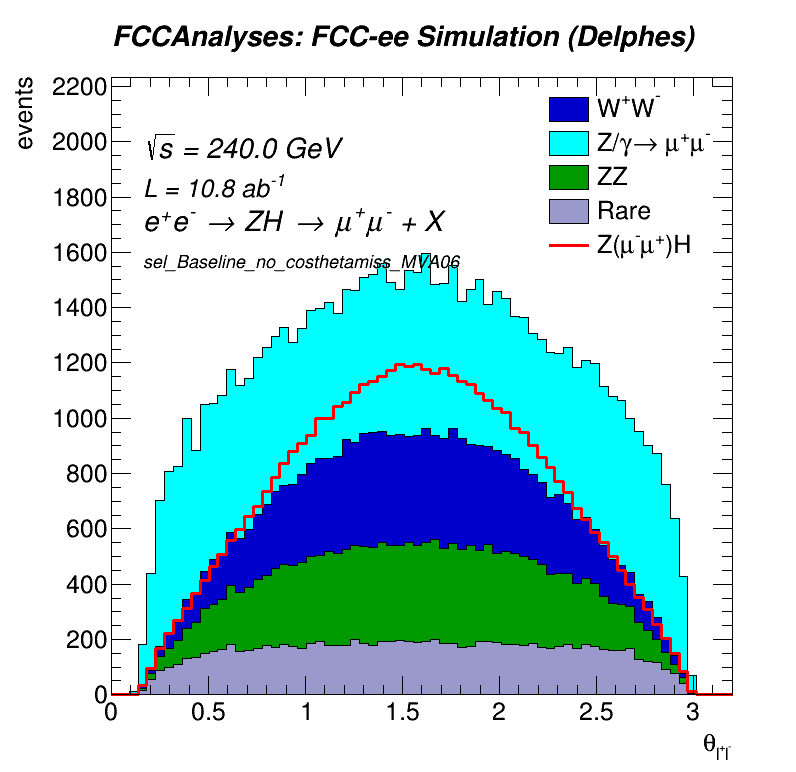 FCCAnalyses: FCC-ee Simulation (Delphes)
events
2200
2000
1800
1600
1400
1200
1000
800
600
400
200
0
√s = 240.0 GeV
L = 10.8 ab⁻¹
e⁺e⁻ → ZH → μ⁺μ⁻ + X
sel_Baseline_no_costhetamiss_MVA06
W⁺W⁻
Z/γ→ μ⁺μ⁻
ZZ
Rare
Z(μ⁻μ⁺)H
0 0.5 1 1.5 2 2.5 3
θ_l⁺l⁻